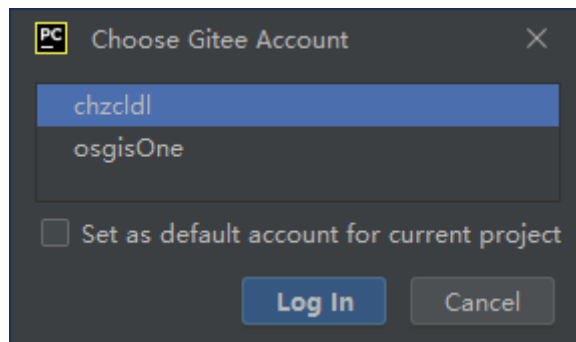 PC
Choose Gitee Account
chzcldl
osgisOne
Set as default account for current project
Log In
Cancel